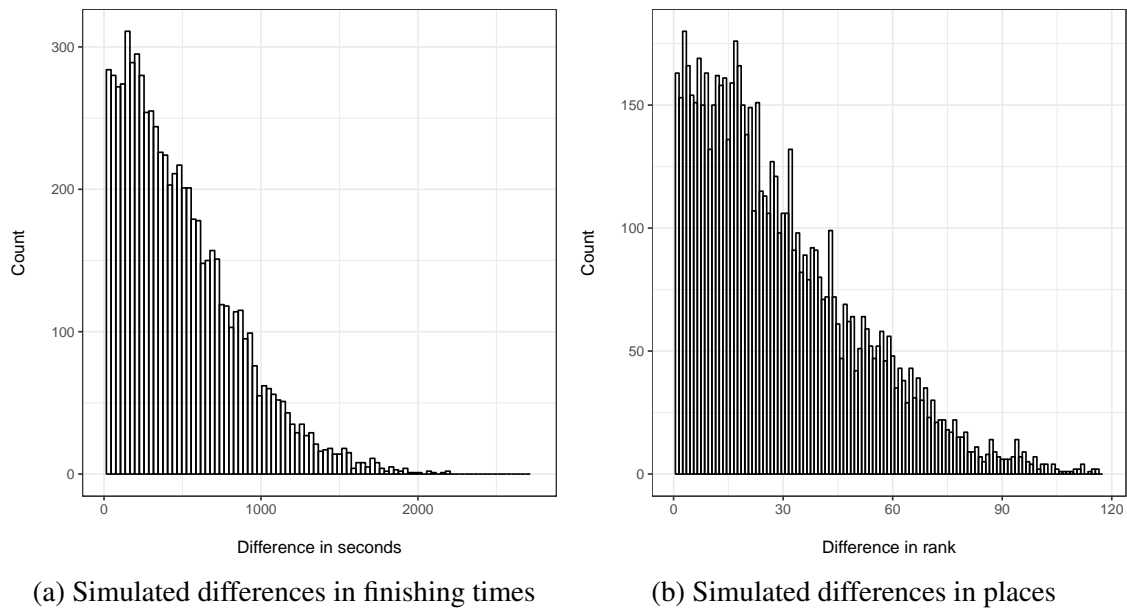 300
200
100
0
Count
0 1000 2000
Difference in seconds
(a) Simulated differences in finishing times
150
100
50
0
Count
0 30 60 90 120
Difference in rank
(b) Simulated differences in places